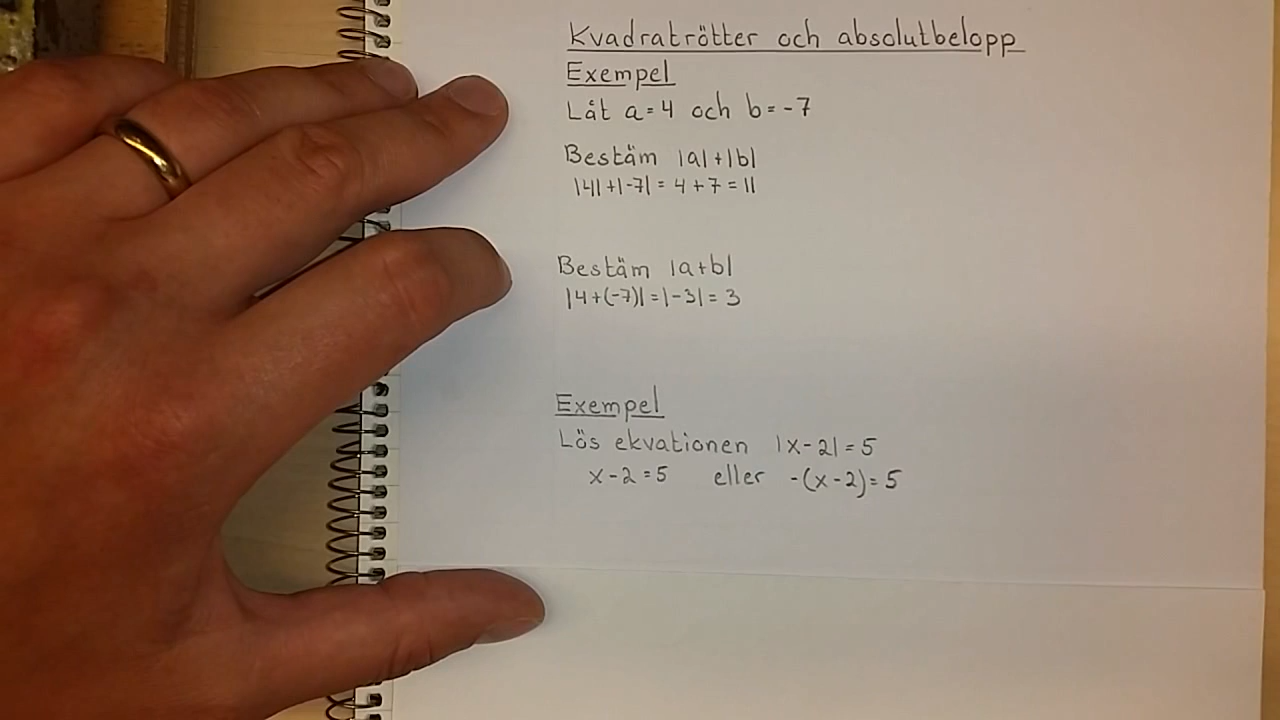 Kvadratrötter och absolutbelopp
Exempel
Låt a=4 och b=-7
Bestäm |a|+|b|
|4|+|-7| = 4+7 = 11
Bestäm |a+b|
|4+(-7)| = |-3| = 3
Exempel
Lös ekvationen |x-2| = 5
x-2 = 5 eller -(x-2) = 5